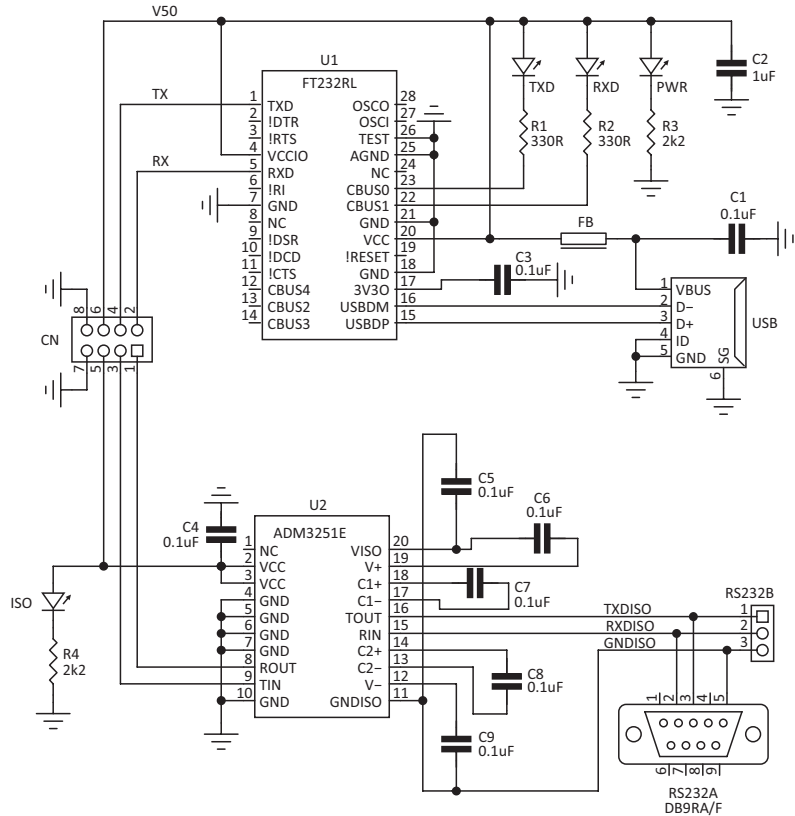 V50
U1
FT232RL
TX
RX
1 TXD
2 !DTR
3 !RTS
4 VCCIO
5 RXD
6 !RI
7 GND
8 NC
9 !DSR
10 !DCD
11 !CTS
12 CBUS4
13 CBUS2
14 CBUS3
OSCO 28
OSCI 27
TEST 26
AGND 25
NC 24
CBUS0 23
CBUS1 22
GND 21
VCC 20
!RESET 19
GND 18
3V3O 17
USBDM 16
USBDP 15
TXD
RXD
PWR
R1
330R
R2
330R
R3
2k2
C2
1uF
C1
0.1uF
FB
C3
0.1uF
1 VBUS
2 D−
3 D+
4 ID
5 GND
6 SG
USB
CN
8 6 4 2
7 5 3 1
U2
ADM3251E
C4
0.1uF
1 NC
2 VCC
3 VCC
4 GND
5 GND
6 GND
7 GND
8 ROUT
9 TIN
10 GND
VISO 20
V+ 19
C1+ 18
C1− 17
TOUT 16
RIN 15
C2+ 14
C2− 13
V− 12
GNDISO 11
C5
0.1uF
C6
0.1uF
C7
0.1uF
C8
0.1uF
C9
0.1uF
ISO
R4
2k2
TXDISO
RXDISO
GNDISO
RS232B
1
2
3
1 2 3 4 5
6 7 8 9
RS232A
DB9RA/F